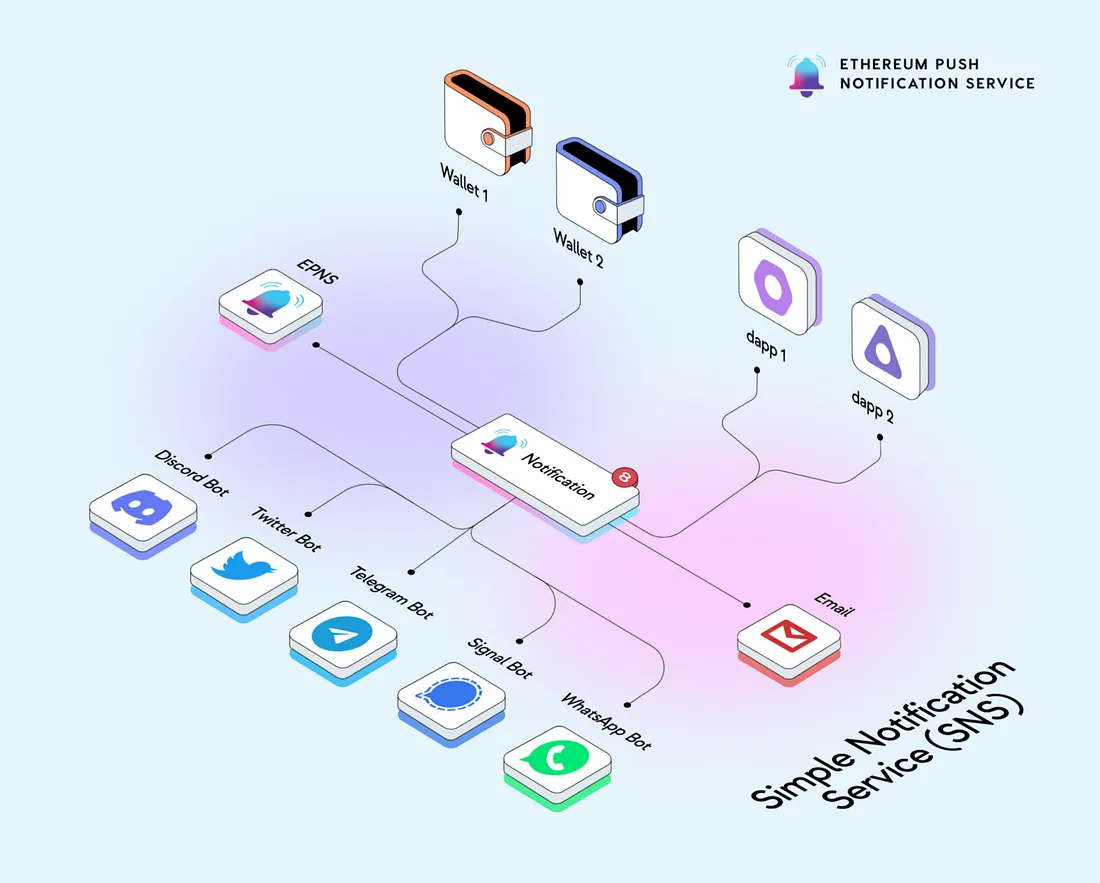 ETHEREUM PUSH
NOTIFICATION SERVICE
Wallet 1
Wallet 2
EPNS
dapp 1
dapp 2
Notification
8
Discord Bot
Twitter Bot
Telegram Bot
Signal Bot
WhatsApp Bot
Email
Simple Notification
Service (SNS)